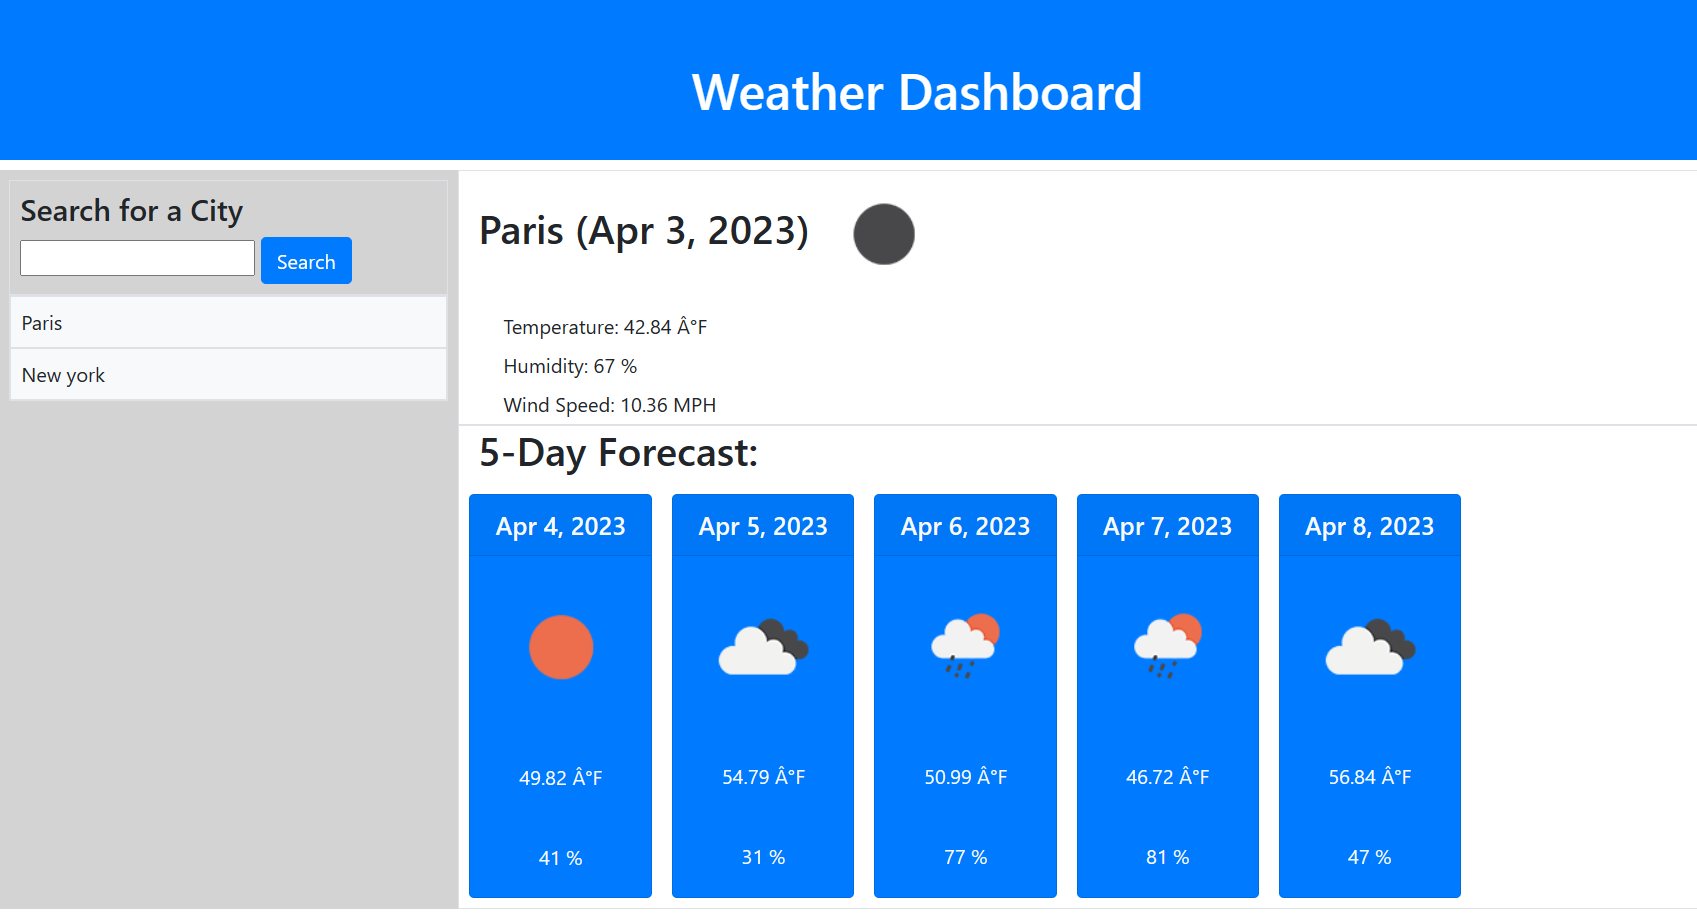 Weather Dashboard
Search for a City
Search
Paris
New york
Paris (Apr 3, 2023)
Temperature: 42.84 Â°F
Humidity: 67 %
Wind Speed: 10.36 MPH
5-Day Forecast:
Apr 4, 2023
49.82 Â°F
41 %
Apr 5, 2023
54.79 Â°F
31 %
Apr 6, 2023
50.99 Â°F
77 %
Apr 7, 2023
46.72 Â°F
81 %
Apr 8, 2023
56.84 Â°F
47 %